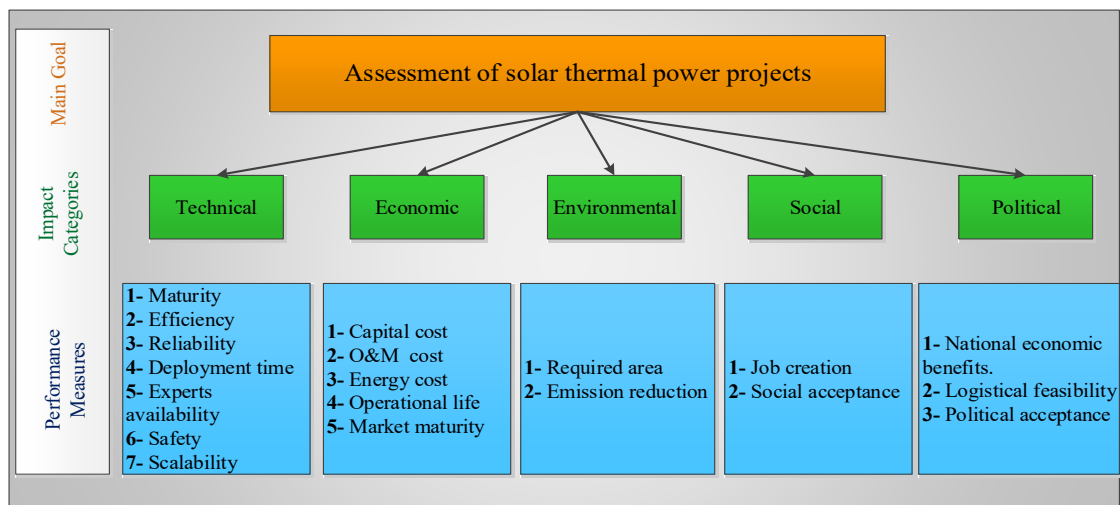 Main Goal
Assessment of solar thermal power projects
Impact
Categories
Technical
Economic
Environmental
Social
Political
Performance
Measures
1- Maturity
2- Efficiency
3- Reliability
4- Deployment time
5- Experts
availability
6- Safety
7- Scalability
1- Capital cost
2- O&M cost
3- Energy cost
4- Operational life
5- Market maturity
1- Required area
2- Emission reduction
1- Job creation
2- Social acceptance
1- National economic
benefits.
2- Logistical feasibility
3- Political acceptance